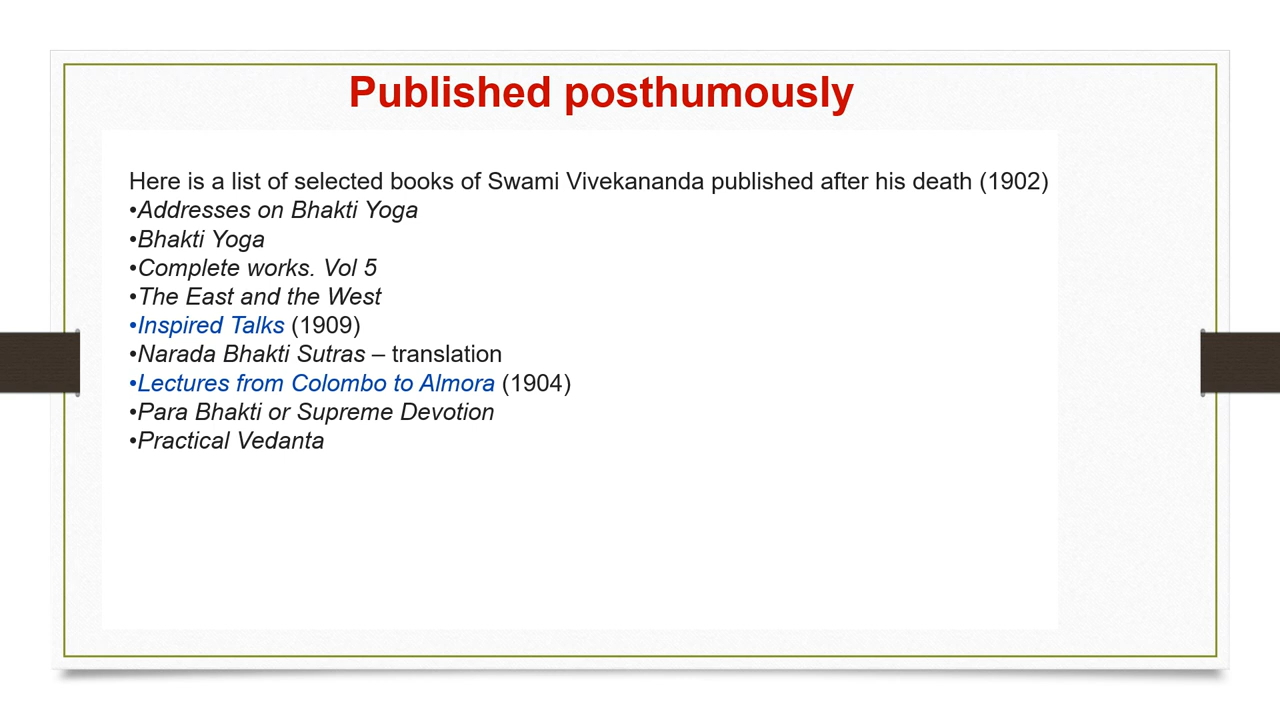 Published posthumously
Here is a list of selected books of Swami Vivekananda published after his death (1902)
•Addresses on Bhakti Yoga
•Bhakti Yoga
•Complete works. Vol 5
•The East and the West
•Inspired Talks (1909)
•Narada Bhakti Sutras – translation
•Lectures from Colombo to Almora (1904)
•Para Bhakti or Supreme Devotion
•Practical Vedanta